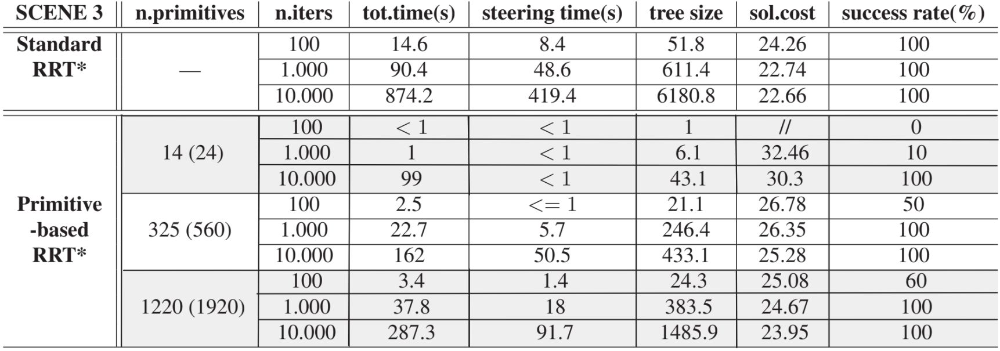 SCENE 3 n.primitives n.iters tot.time(s) steering time(s) tree size sol.cost success rate(%)
Standard 100 14.6 8.4 51.8 24.26 100
RRT* — 1.000 90.4 48.6 611.4 22.74 100
10.000 874.2 419.4 6180.8 22.66 100
100 < 1 < 1 1 // 0
14 (24) 1.000 1 < 1 6.1 32.46 10
10.000 99 < 1 43.1 30.3 100
Primitive 100 2.5 <= 1 21.1 26.78 50
-based 325 (560) 1.000 22.7 5.7 246.4 26.35 100
RRT* 10.000 162 50.5 433.1 25.28 100
100 3.4 1.4 24.3 25.08 60
1220 (1920) 1.000 37.8 18 383.5 24.67 100
10.000 287.3 91.7 1485.9 23.95 100